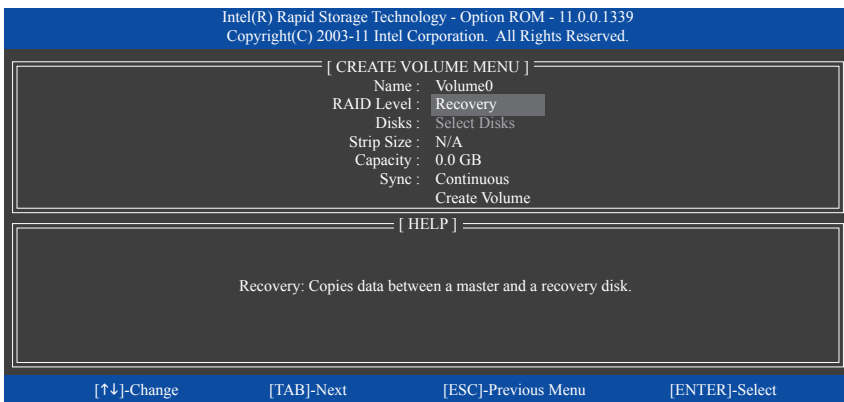 Intel(R) Rapid Storage Technology - Option ROM - 11.0.0.1339
Copyright(C) 2003-11 Intel Corporation. All Rights Reserved.
[ CREATE VOLUME MENU ]
Name : Volume0
RAID Level : Recovery
Disks : Select Disks
Strip Size : N/A
Capacity : 0.0 GB
Sync : Continuous
Create Volume
[ HELP ]
Recovery: Copies data between a master and a recovery disk.
[↑↓]-Change [TAB]-Next [ESC]-Previous Menu [ENTER]-Select